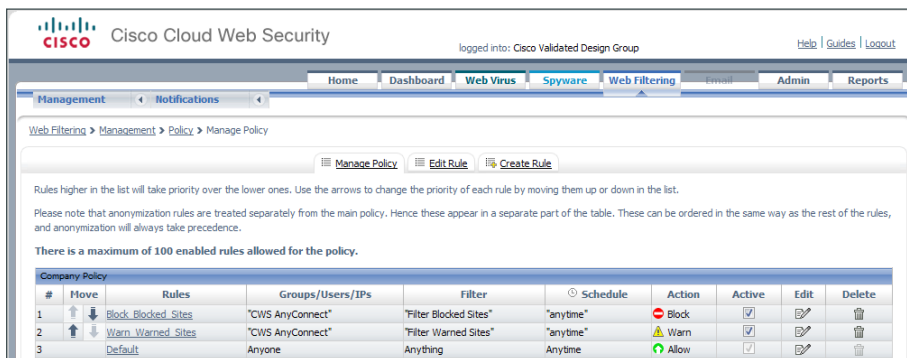 CISCO Cisco Cloud Web Security
logged into: Cisco Validated Design Group
Help | Guides | Logout
Home Dashboard Web Virus Spyware Web Filtering Email Admin Reports
Management Notifications
Web Filtering > Management > Policy > Manage Policy
Manage Policy Edit Rule Create Rule
Rules higher in the list will take priority over the lower ones. Use the arrows to change the priority of each rule by moving them up or down in the list.
Please note that anonymization rules are treated separately from the main policy. Hence these appear in a separate part of the table. These can be ordered in the same way as the rest of the rules,
and anonymization will always take precedence.
There is a maximum of 100 enabled rules allowed for the policy.
Company Policy
# Move Rules Groups/Users/IPs Filter Schedule Action Active Edit Delete
1 Block Blocked Sites "CWS AnyConnect" "Filter Blocked Sites" "anytime" Block
2 Warn Warned Sites "CWS AnyConnect" "Filter Warned Sites" "anytime" Warn
3 Default Anyone Anything Anytime Allow